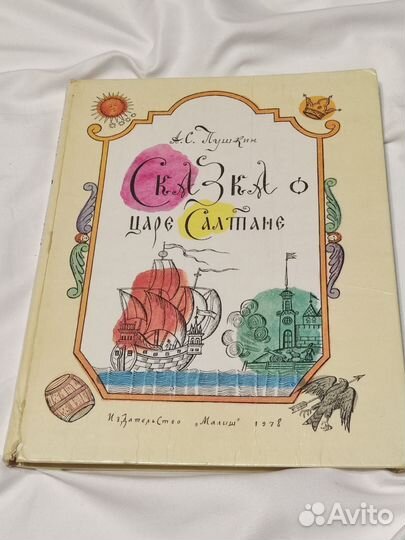 А.С. Пушкин
Сказка о
царе Салтане
Издательство „Малыш" 1978
Avito